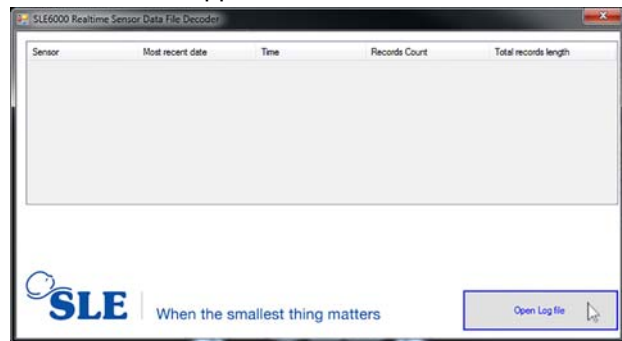 SLE6000 Realtime Sensor Data File Decoder
Sensor Most recent date Time Records Count Total records length
SLE When the smallest thing matters
Open Log file